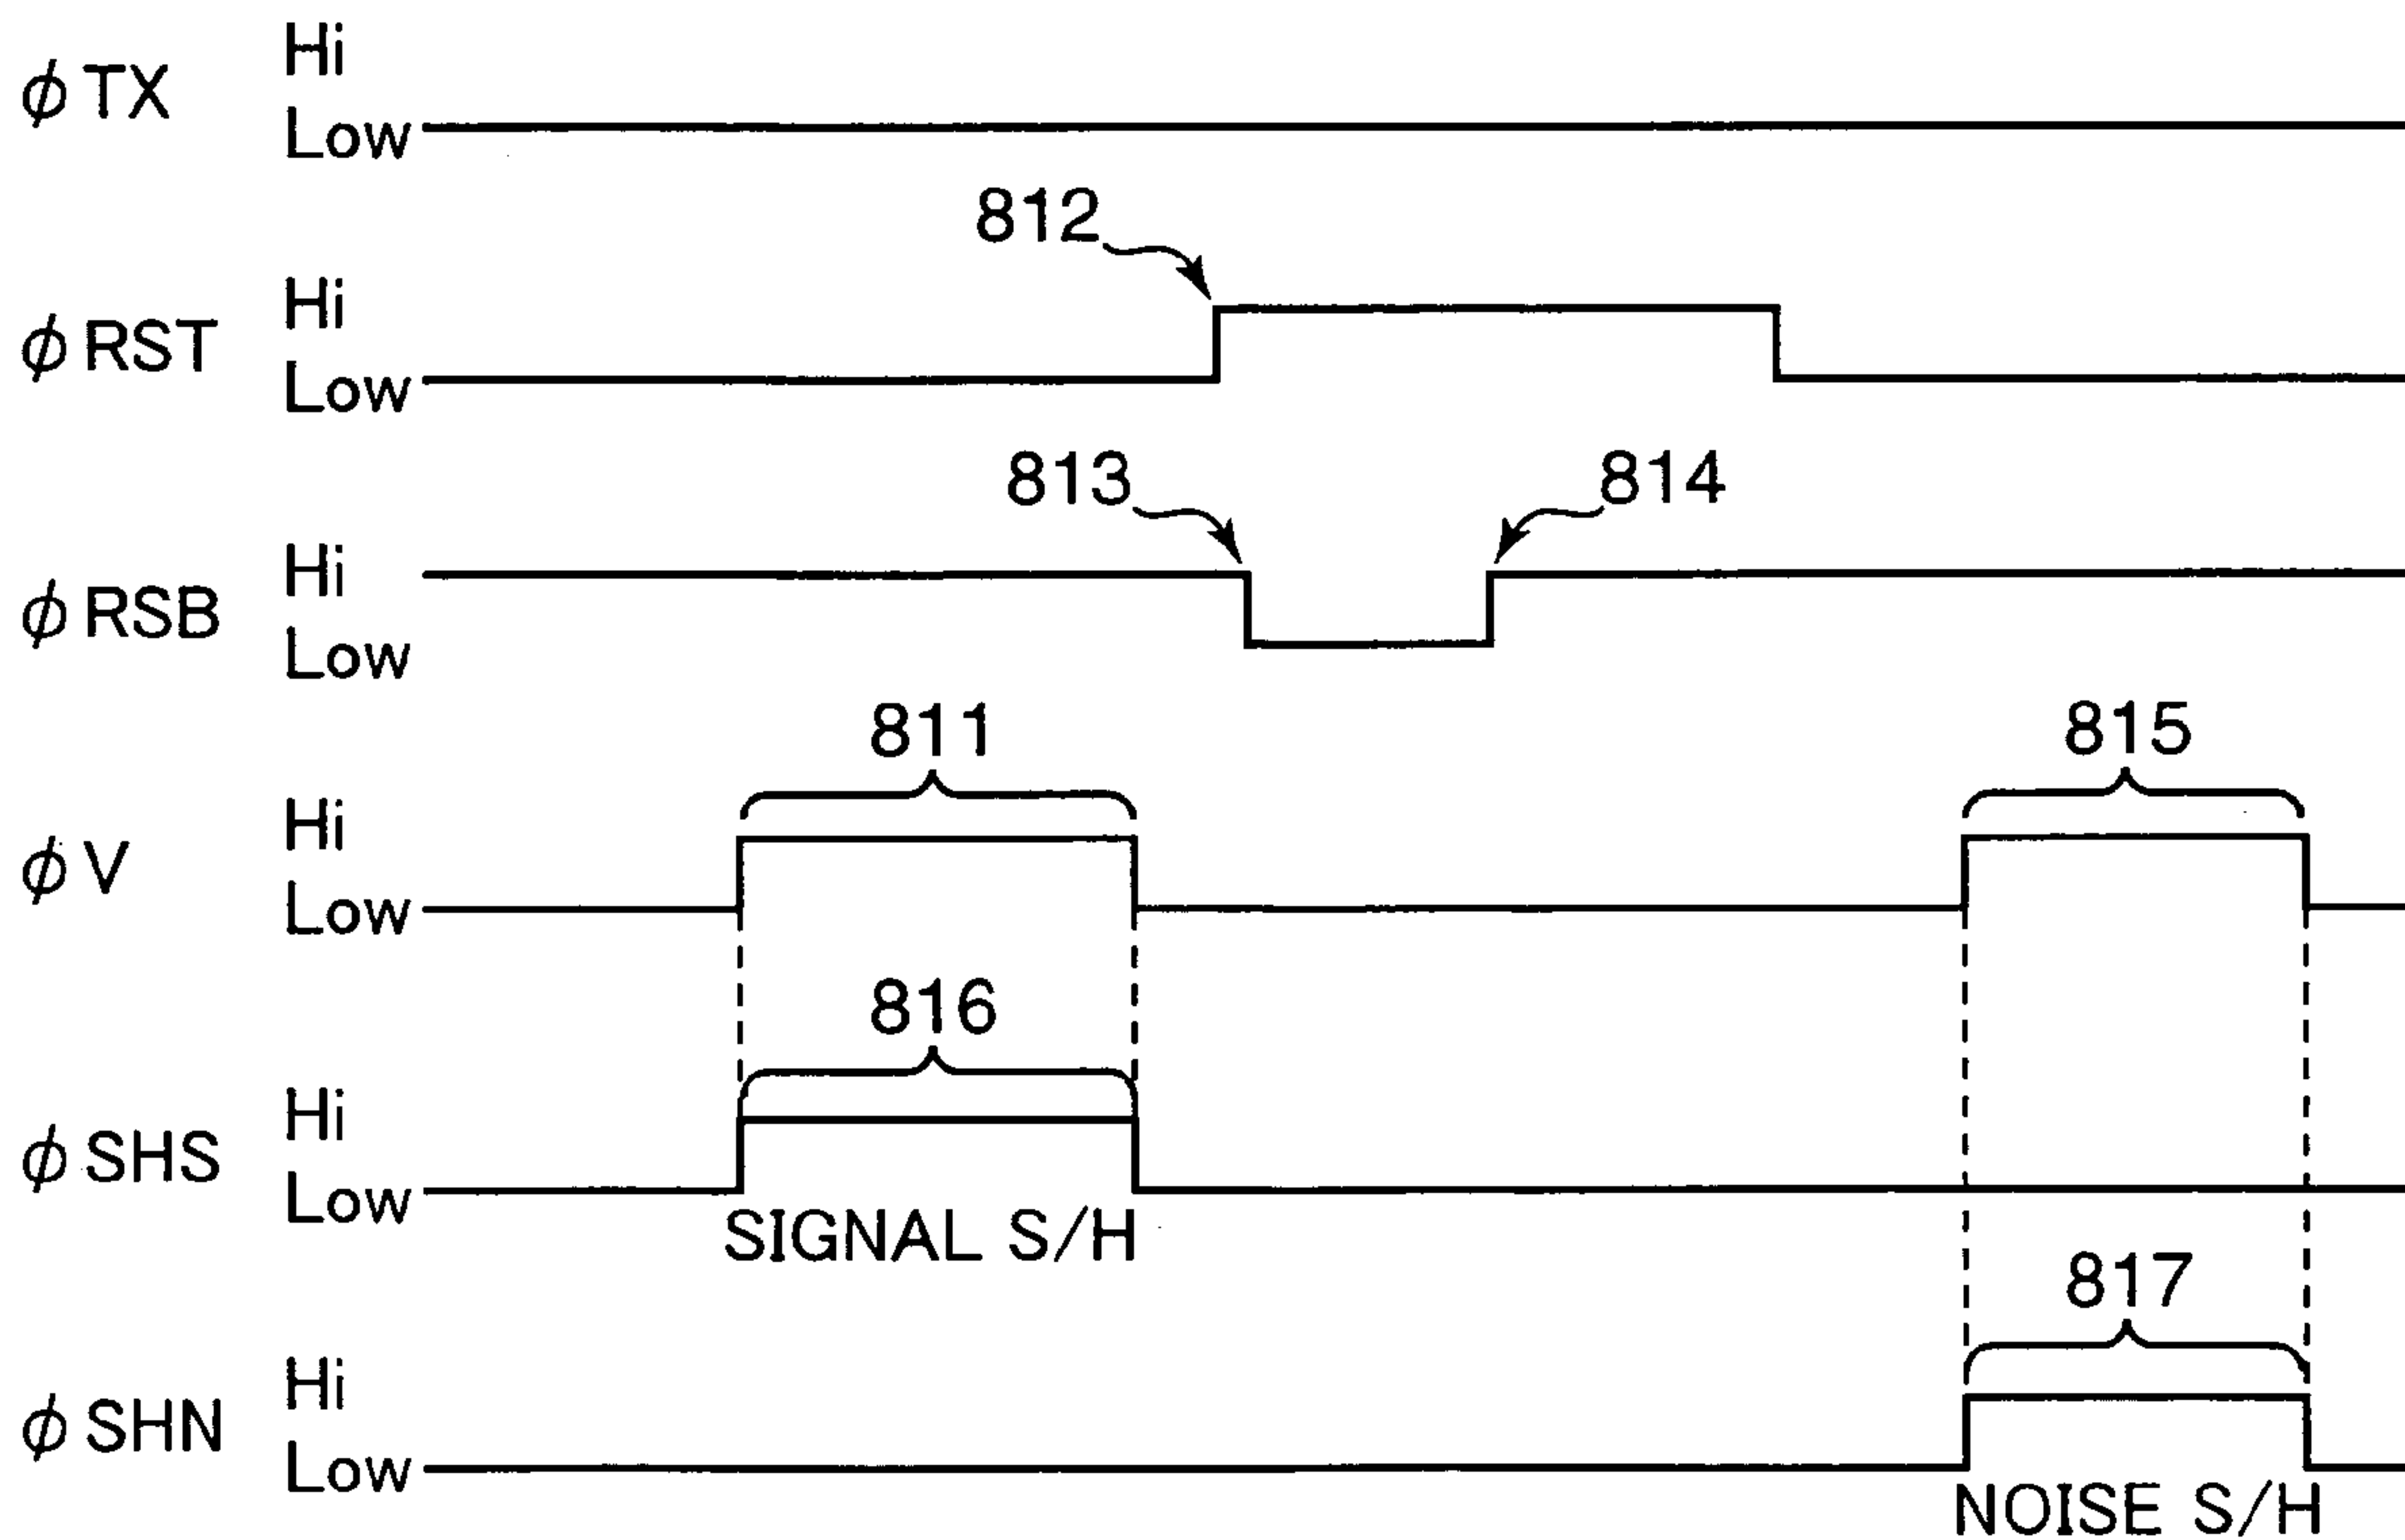 Hi
ϕTX
Low
812
Hi
ϕRST
Low
813 814
Hi
ϕRSB
Low
811 815
Hi
ϕV
Low
816
Hi
ϕSHS
Low
SIGNAL S/H
817
Hi
ϕSHN
Low
NOISE S/H